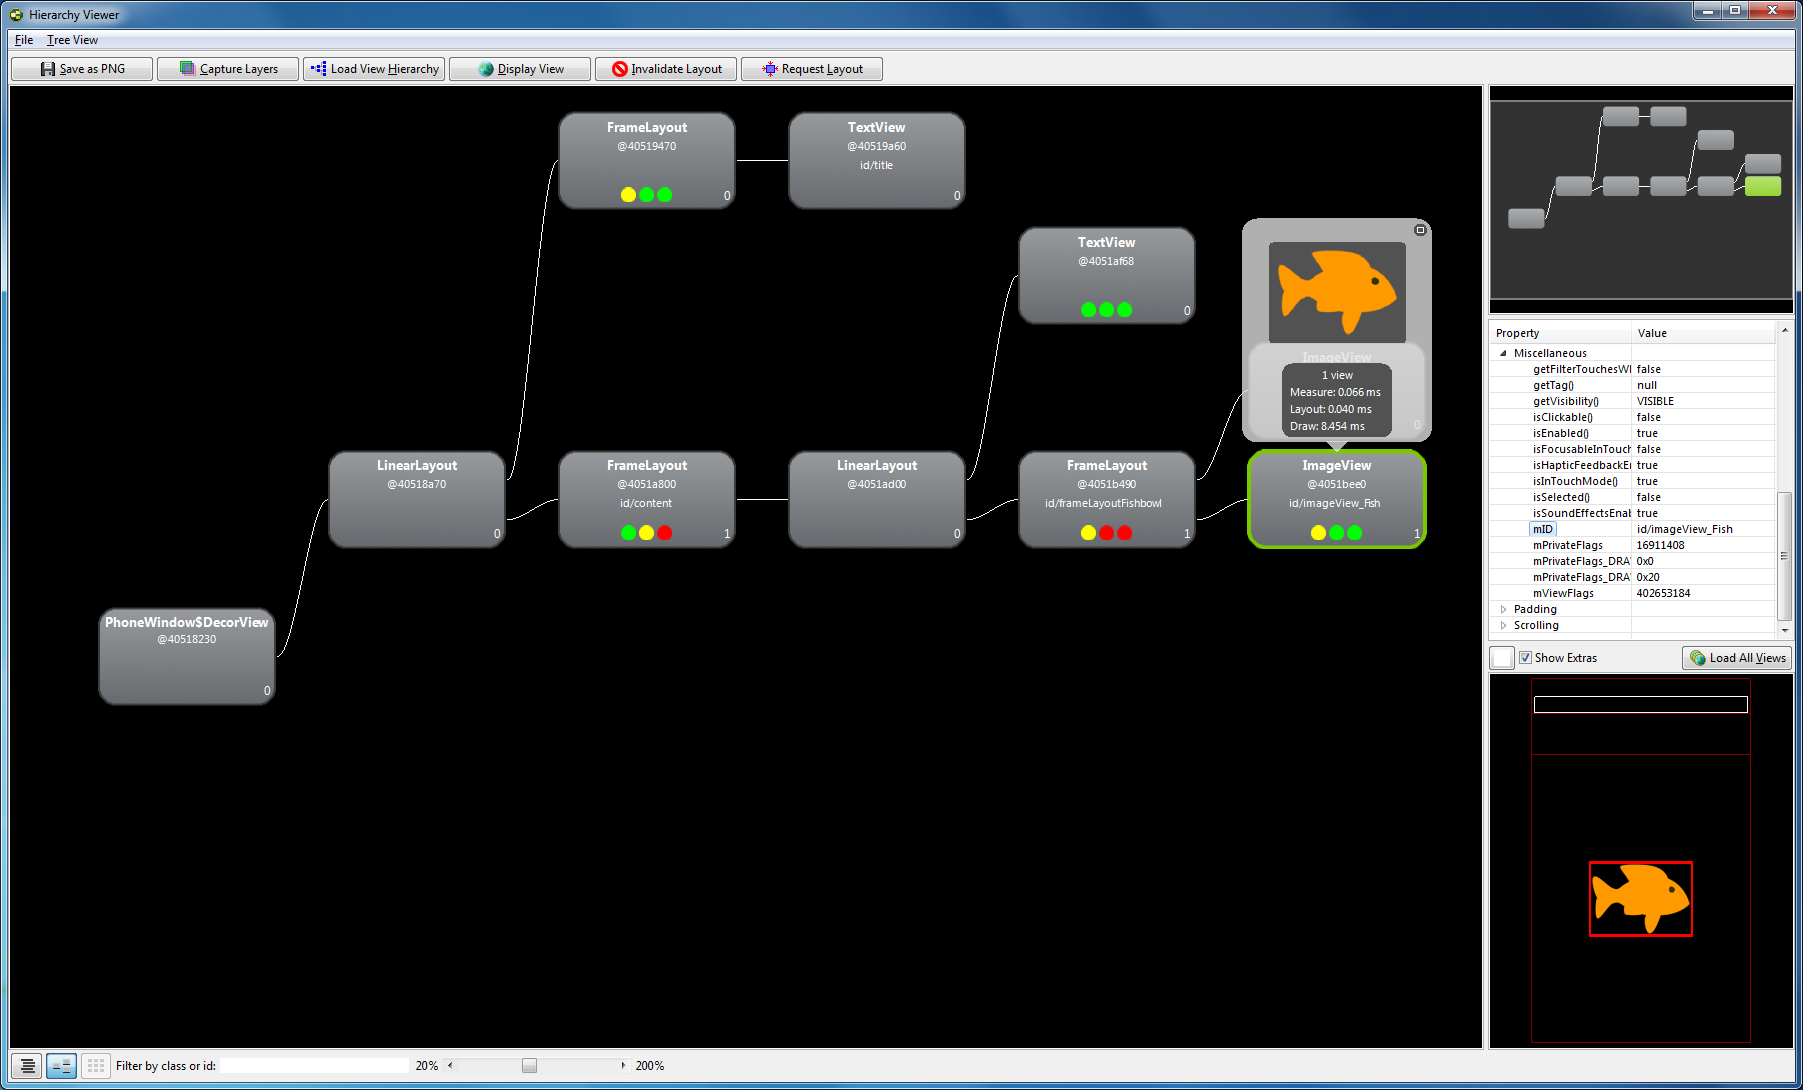 Hierarchy Viewer
File Tree View
Save as PNG
Capture Layers
Load View Hierarchy
Display View
Invalidate Layout
Request Layout
FrameLayout
@40519470
0
TextView
@40519a60
id/title
0
TextView
@4051af68
0
ImageView
1 view
Measure: 0.066 ms
Layout: 0.040 ms
Draw: 8.454 ms
0
LinearLayout
@40518a70
0
FrameLayout
@4051a800
id/content
1
LinearLayout
@4051ad00
0
FrameLayout
@4051b490
id/frameLayoutFishbowl
1
ImageView
@4051bee0
id/imageView_Fish
1
PhoneWindow$DecorView
@40518230
0
Property Value
Miscellaneous
getFilterTouchesWl false
getTag() null
getVisibility() VISIBLE
isClickable() false
isEnabled() true
isFocusableInTouch false
isHapticFeedbackEn true
isInTouchMode() true
isSelected() false
isSoundEffectsEnab true
mID id/imageView_Fish
mPrivateFlags 16911408
mPrivateFlags_DRA 0x0
mPrivateFlags_DRA 0x20
mViewFlags 402653184
Padding
Scrolling
Show Extras
Load All Views
Filter by class or id:
20%
200%